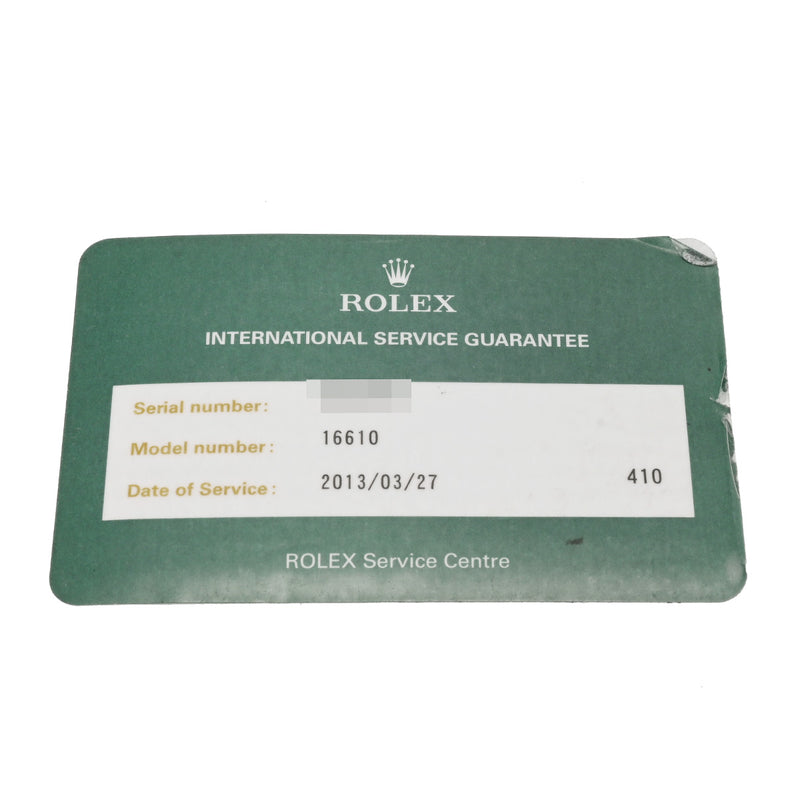 ROLEX
INTERNATIONAL SERVICE GUARANTEE
Serial number:
Model number: 16610
Date of Service: 2013/03/27 410
ROLEX Service Centre